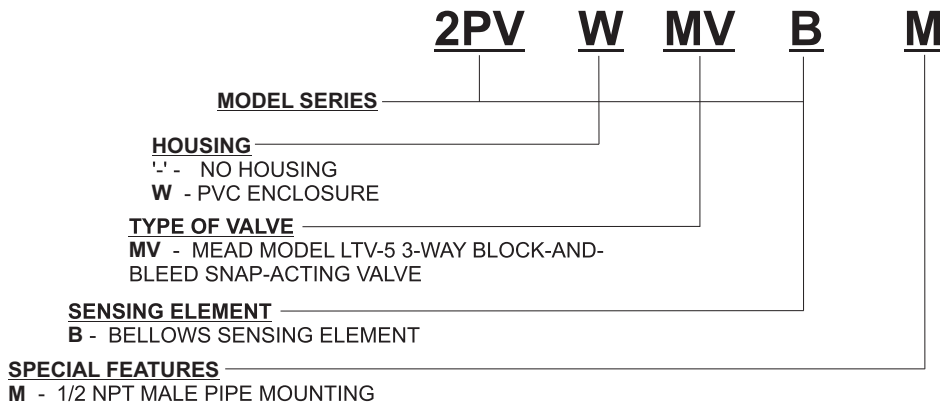 2PV W MV B M
MODEL SERIES
HOUSING
'-' - NO HOUSING
W - PVC ENCLOSURE
TYPE OF VALVE
MV - MEAD MODEL LTV-5 3-WAY BLOCK-AND-
BLEED SNAP-ACTING VALVE
SENSING ELEMENT
B - BELLOWS SENSING ELEMENT
SPECIAL FEATURES
M - 1/2 NPT MALE PIPE MOUNTING